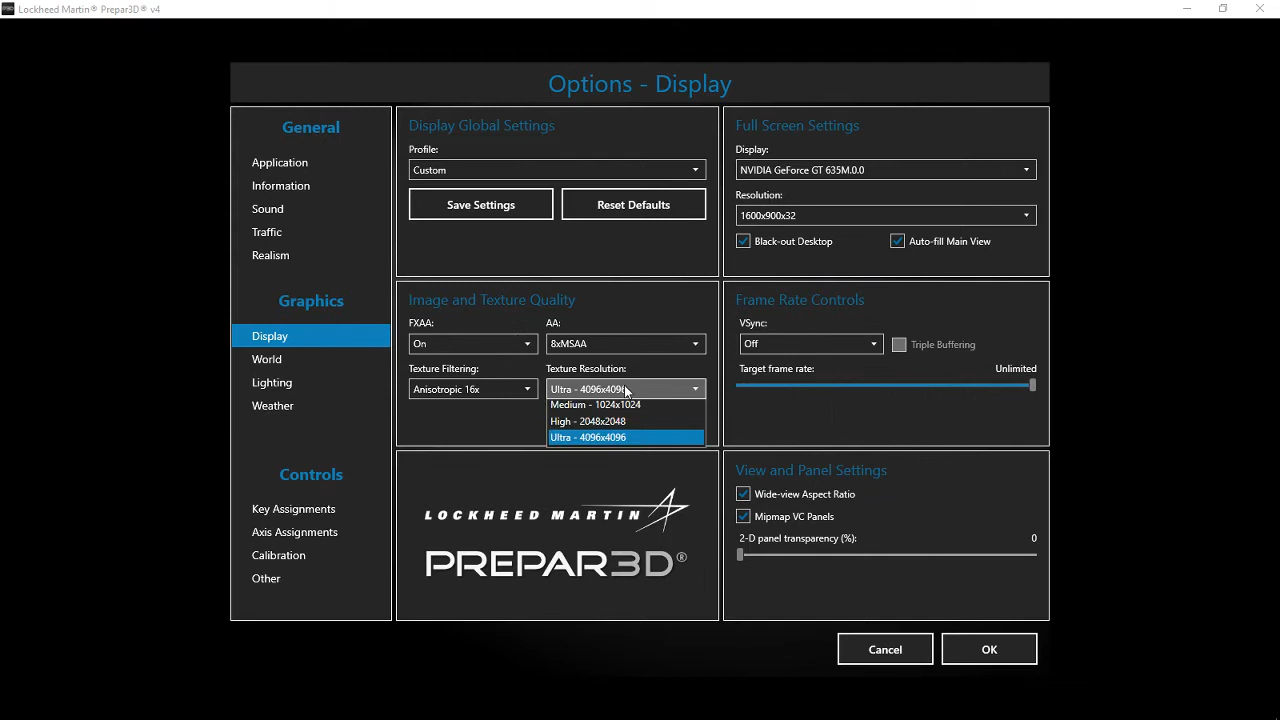 Lockheed Martin® Prepar3D® v4
Options - Display
General
Application
Information
Sound
Traffic
Realism
Graphics
Display
World
Lighting
Weather
Controls
Key Assignments
Axis Assignments
Calibration
Other
Display Global Settings
Profile:
Custom
Save Settings
Reset Defaults
Image and Texture Quality
FXAA:
AA:
On
8xMSAA
Texture Filtering:
Texture Resolution:
Anisotropic 16x
Ultra - 4096x4096
Medium - 1024x1024
High - 2048x2048
Ultra - 4096x4096
LOCKHEED MARTIN
PREPAR3D®
Full Screen Settings
Display:
NVIDIA GeForce GT 635M.0.0
Resolution:
1600x900x32
Black-out Desktop
Auto-fill Main View
Frame Rate Controls
VSync:
Off
Triple Buffering
Target frame rate:
Unlimited
View and Panel Settings
Wide-view Aspect Ratio
Mipmap VC Panels
2-D panel transparency (%):
0
Cancel
OK